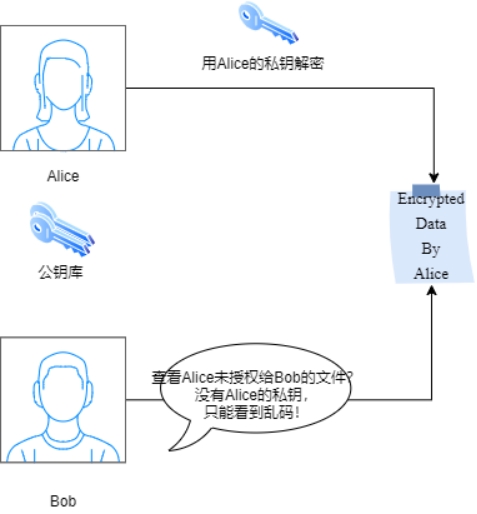 用Alice的私钥解密
Alice
Encrypted
Data
By
Alice
公钥库
查看Alice未授权给Bob的文件?
没有Alice的私钥,
只能看到乱码!
Bob